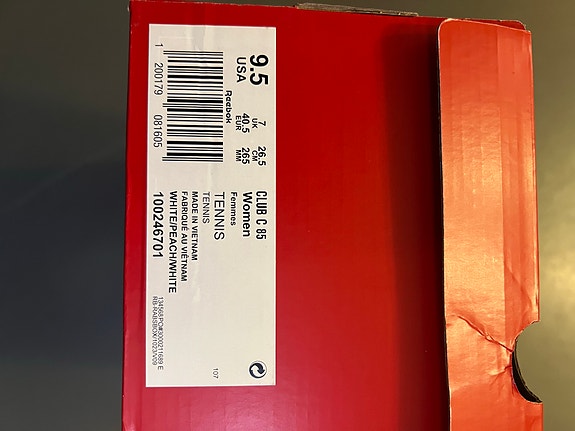 9.5
USA
7
UK
26.5
CM
40.5
EUR
265
MM
Reebok
1 200179 081605
CLUB C 85
Women
Femmes
TENNIS
TENNIS
MADE IN VIETNAM
FABRIQUÉ AU VIÊTNAM
WHITE/PEACH/WHITE
100246701
107